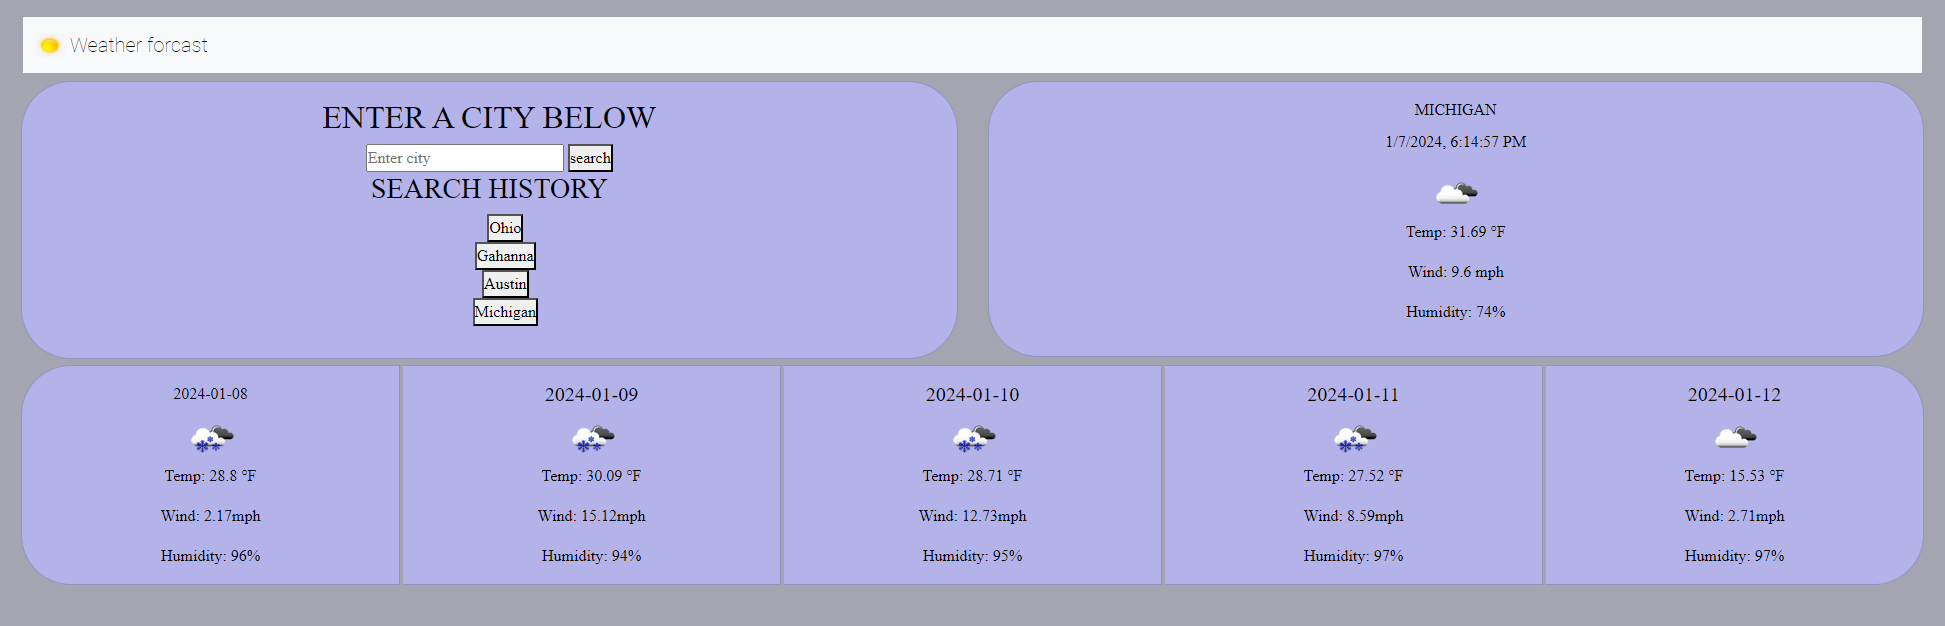 Weather forcast
ENTER A CITY BELOW
Enter city search
SEARCH HISTORY
Ohio
Gahanna
Austin
Michigan
MICHIGAN
1/7/2024, 6:14:57 PM
Temp: 31.69 °F
Wind: 9.6 mph
Humidity: 74%
2024-01-08
Temp: 28.8 °F
Wind: 2.17mph
Humidity: 96%
2024-01-09
Temp: 30.09 °F
Wind: 15.12mph
Humidity: 94%
2024-01-10
Temp: 28.71 °F
Wind: 12.73mph
Humidity: 95%
2024-01-11
Temp: 27.52 °F
Wind: 8.59mph
Humidity: 97%
2024-01-12
Temp: 15.53 °F
Wind: 2.71mph
Humidity: 97%